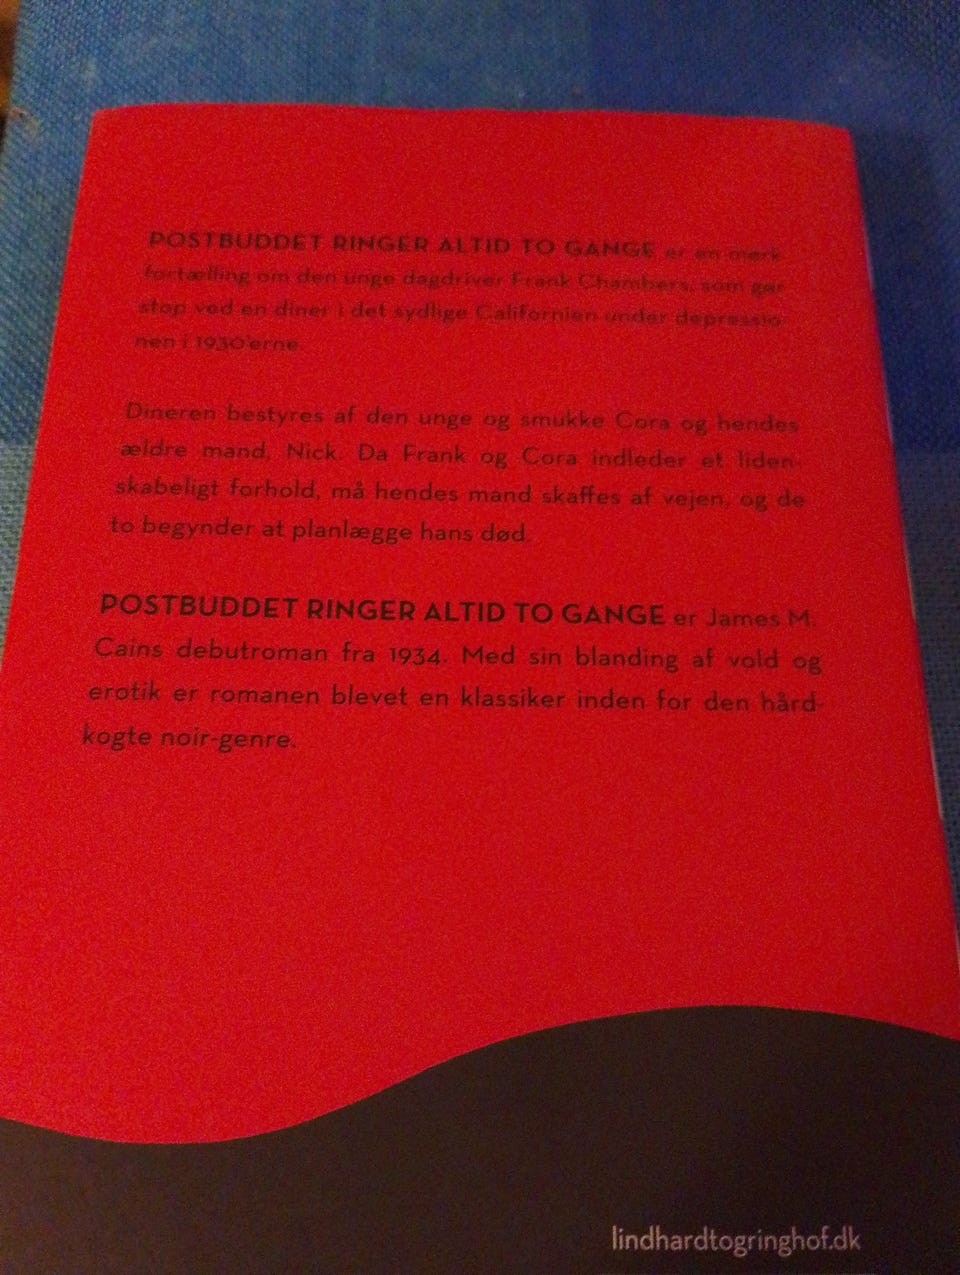 POSTBUDDET RINGER ALTID TO GANGE er en mørk
fortælling om den unge dagdriver Frank Chambers, som gør
stop ved en diner i det sydlige Californien under depressio-
nen i 1930'erne.
Dineren bestyres af den unge og smukke Cora og hendes
ældre mand, Nick. Da Frank og Cora indleder et liden-
skabeligt forhold, må hendes mand skaffes af vejen, og de
to begynder at planlægge hans død.
POSTBUDDET RINGER ALTID TO GANGE er James M.
Cains debutroman fra 1934. Med sin blanding af vold og
erotik er romanen blevet en klassiker inden for den hård-
kogte noir-genre.
lindhardtogringhof.dk